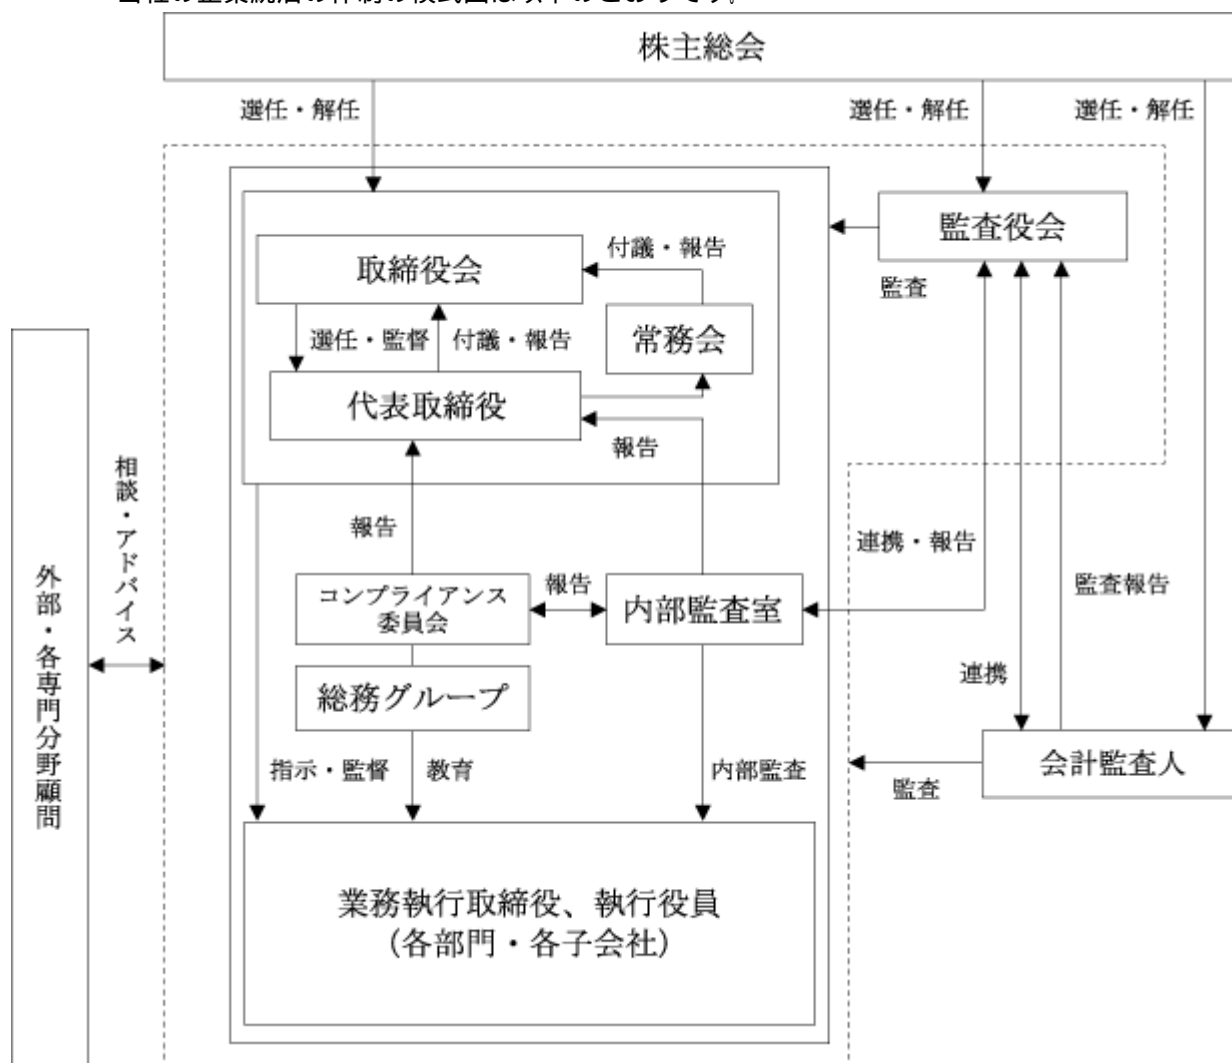 当社の企業統治の体制の模式図は以下のとおりです。
株主総会
選任・解任
選任・解任
選任・解任
監査役会
監査
取締役会
付議・報告
選任・監督
付議・報告
常務会
代表取締役
報告
相談・アドバイス
外部・各専門分野顧問
報告
連携・報告
コンプライアンス
委員会
報告
内部監査室
監査報告
総務グループ
連携
指示・監督
教育
内部監査
会計監査人
監査
業務執行取締役、執行役員
(各部門・各子会社)